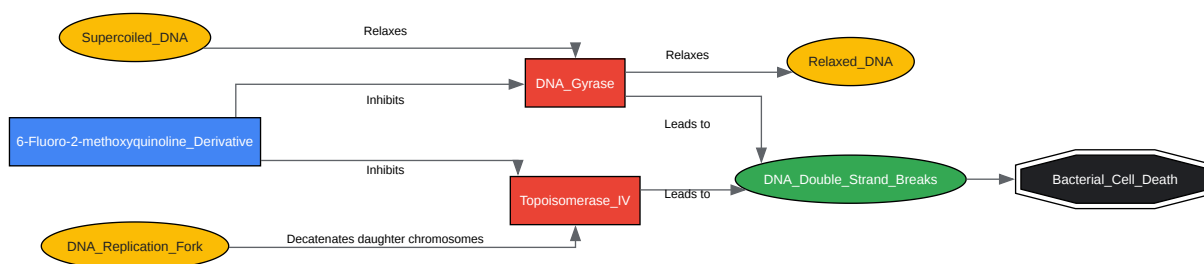 Supercoiled_DNA
Relaxes
Relaxes
Relaxed_DNA
DNA_Gyrase
Inhibits
Leads to
6-Fluoro-2-methoxyquinoline_Derivative
Inhibits
DNA_Double_Strand_Breaks
Bacterial_Cell_Death
Topoisomerase_IV
Leads to
DNA_Replication_Fork
Decatenates daughter chromosomes